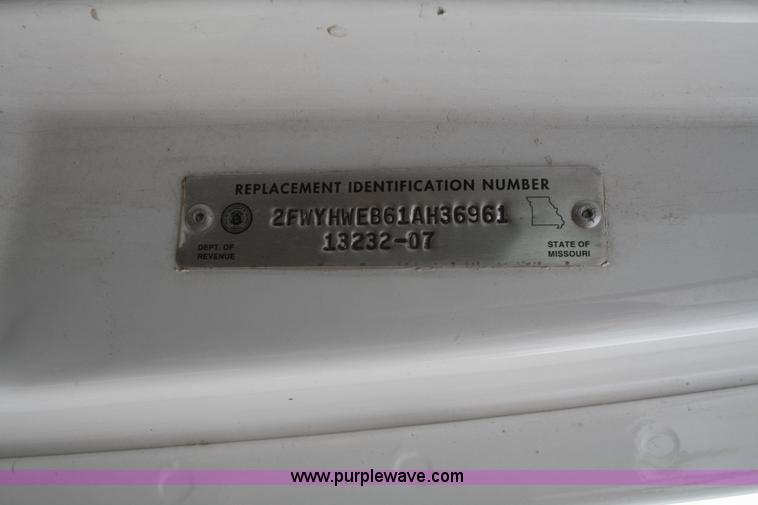 REPLACEMENT IDENTIFICATION NUMBER
2FWYHWEB61AH36961
13232-07
DEPT. OF
REVENUE
STATE OF
MISSOURI
www.purplewave.com